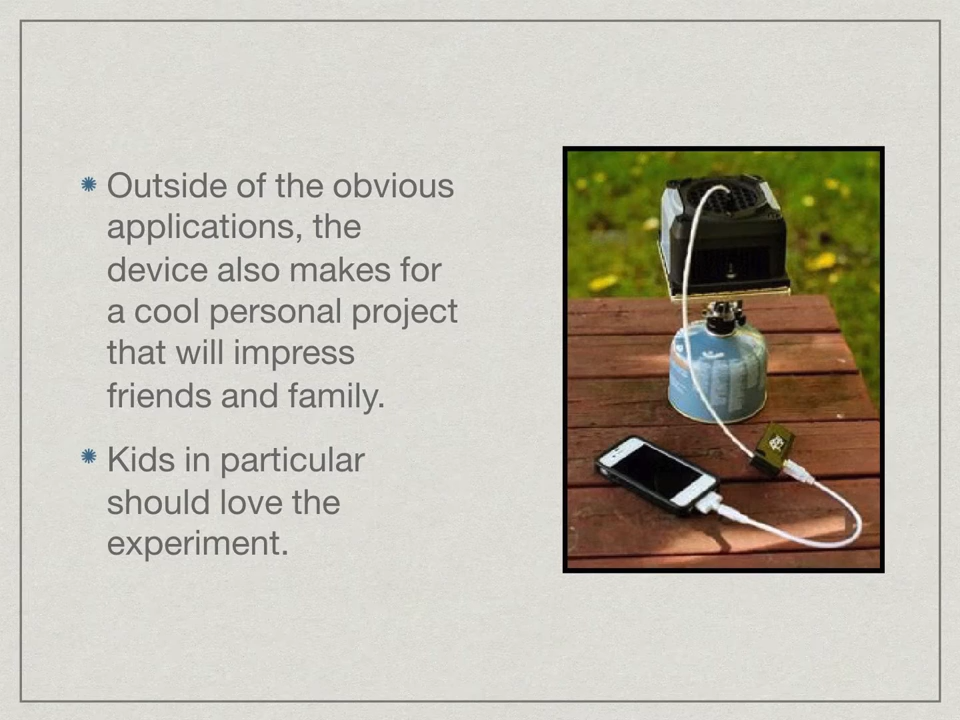 Outside of the obvious
applications, the
device also makes for
a cool personal project
that will impress
friends and family.
Kids in particular
should love the
experiment.